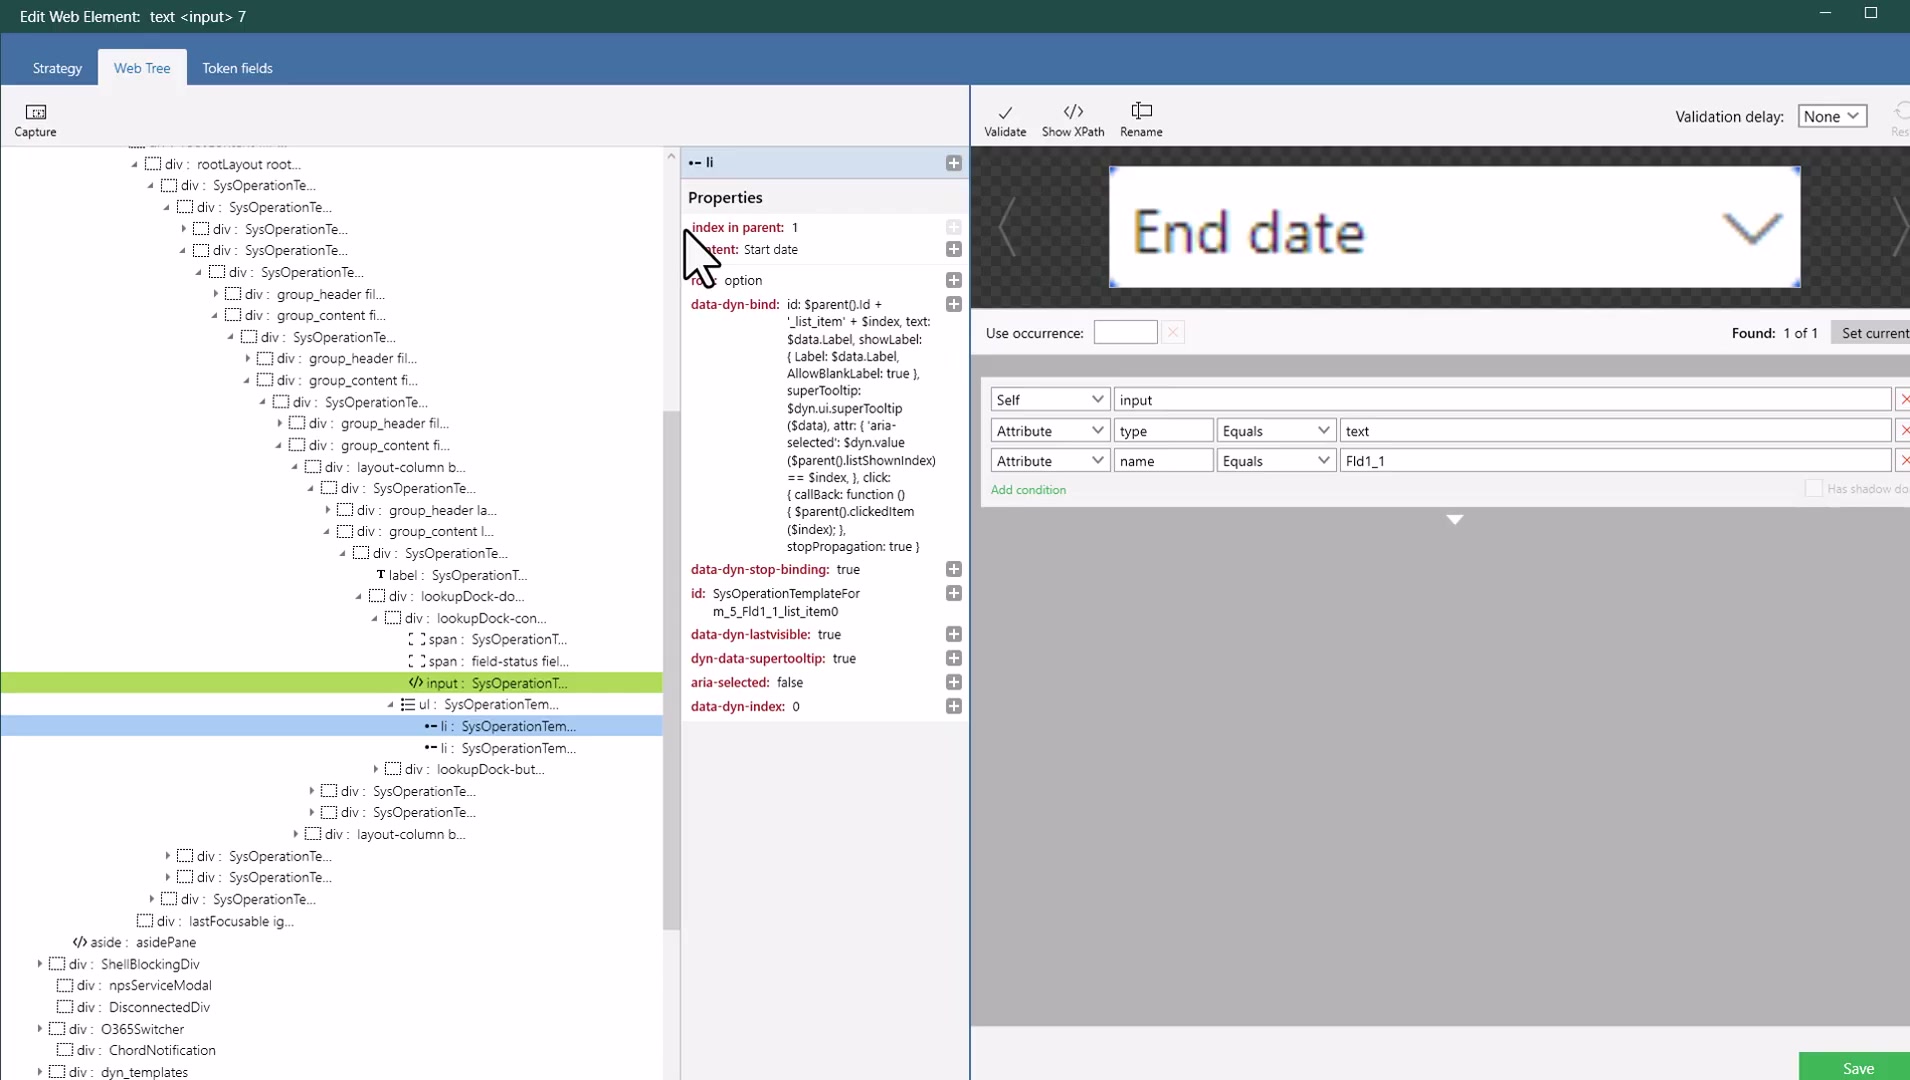 Edit Web Element: text <input> 7
Strategy
Web Tree
Token fields
Capture
div : rootLayout root...
div : SysOperationTe...
div : SysOperationTe...
div : SysOperationTe...
div : SysOperationTe...
div : SysOperationTe...
div : group_header fil...
div : group_content fi...
div : SysOperationTe...
div : group_header fil...
div : group_content fi...
div : SysOperationTe...
div : group_header fil...
div : group_content fi...
div : layout-column b...
div : SysOperationTe...
div : group_header la...
div : group_content l...
div : SysOperationTe...
label : SysOperationT...
div : lookupDock-do...
div : lookupDock-con...
span : SysOperationT...
span : field-status fiel...
input : SysOperationT...
ul : SysOperationTem...
li : SysOperationTem...
li : SysOperationTem...
div : lookupDock-but...
div : SysOperationTe...
div : SysOperationTe...
div : layout-column b...
div : SysOperationTe...
div : SysOperationTe...
div : SysOperationTe...
div : lastFocusable ig...
aside : asidePane
div : ShellBlockingDiv
div : npsServiceModal
div : DisconnectedDiv
div : O365Switcher
div : ChordNotification
div : dyn_templates
li
Properties
index in parent: 1
Start date
option
data-dyn-bind: id: $parent().Id +
'_list_item' + $index, text:
$data.Label, showLabel:
{ Label: $data.Label,
AllowBlankLabel: true },
superTooltip:
$dyn.ui.superTooltip
($data), attr: { 'aria-
selected': $dyn.value
($parent().listShownIndex)
== $index, }, click:
{ callBack: function ()
{ $parent().clickedItem
($index); },
stopPropagation: true }
data-dyn-stop-binding: true
id: SysOperationTemplateFor
m_5_Fld1_1_list_item0
data-dyn-lastvisible: true
dyn-data-supertooltip: true
aria-selected: false
data-dyn-index: 0
Validate
Show XPath
Rename
Validation delay: None
End date
Use occurrence:
Found: 1 of 1
Set current
Self input
Attribute type Equals text
Attribute name Equals Fld1_1
Add condition
Has shadow do
Save